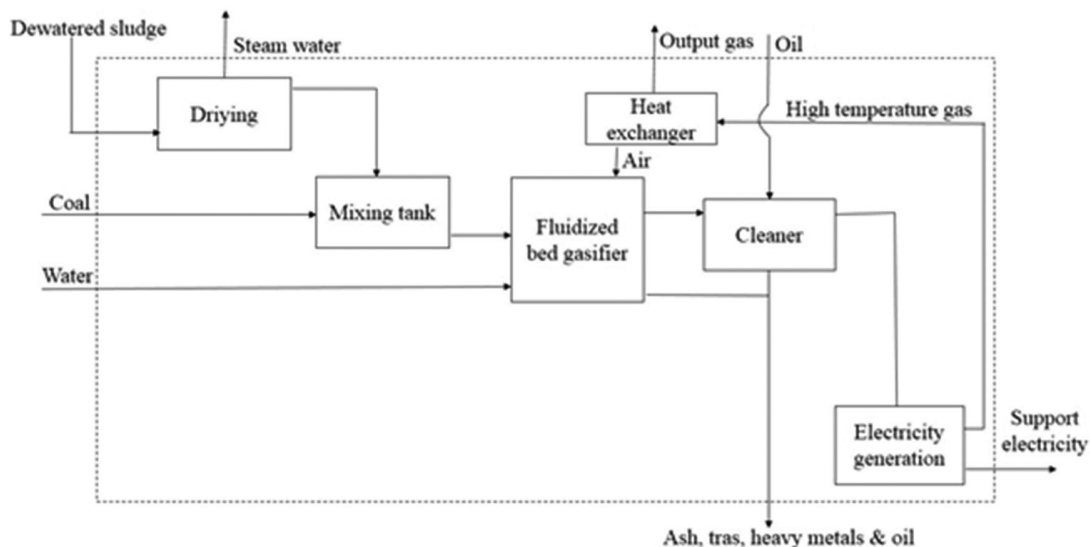 Dewatered sludge
Steam water
Output gas
Oil
Driying
Heat
exchanger
High temperature gas
Air
Coal
Mixing tank
Fluidized
bed gasifier
Cleaner
Water
Electricity
generation
Support
electricity
Ash, tras, heavy metals & oil